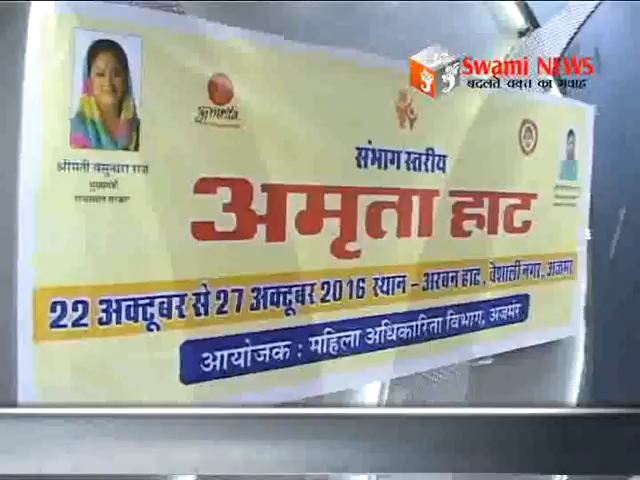 Swami NEWS
बदलते वक्त का गवाह
amrita
श्रीमती वसुन्धरा राजे
मुख्यमंत्री
राजस्थान सरकार
संभाग स्तरीय
अमृता हाट
22 अक्टूबर से 27 अक्टूबर 2016 स्थान - अरबन हाट, वैशाली नगर, अजमेर
आयोजक : महिला अधिकारिता विभाग, अजमेर